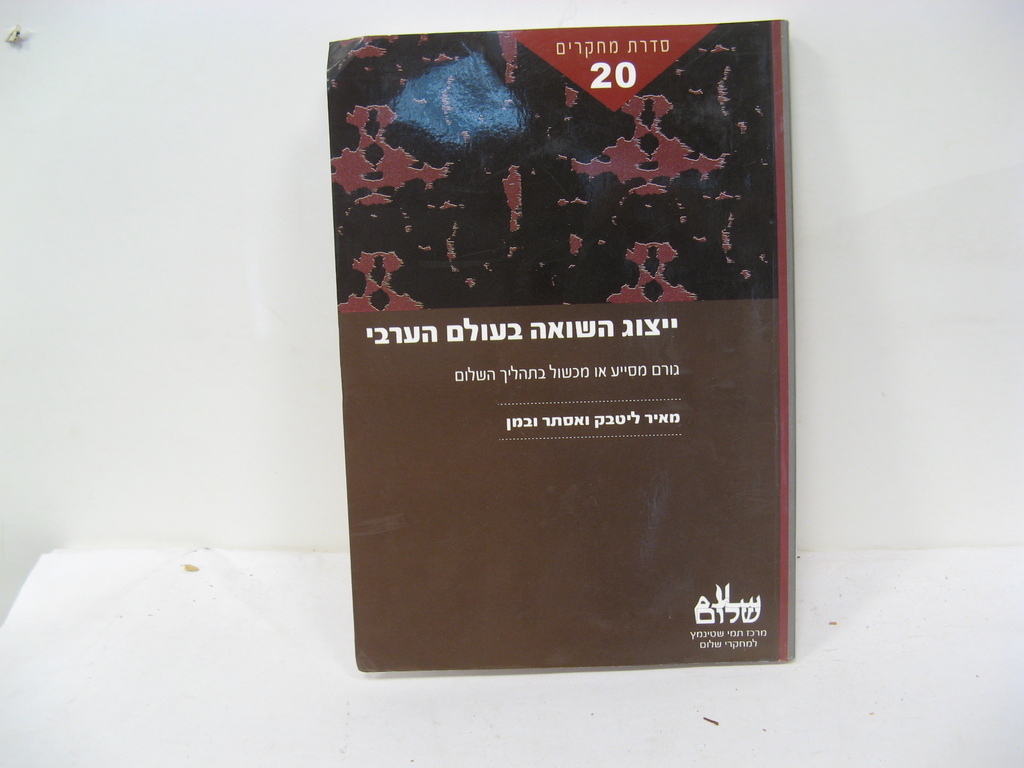 סדרת מחקרים
20
ייצוג השואה בעולם הערבי
גורם מסייע או מכשול בתהליך השלום
מאיר ליטבק ואסתר ובמן
سلام
שלום
מרכז תמי שטינמץ
למחקרי שלום